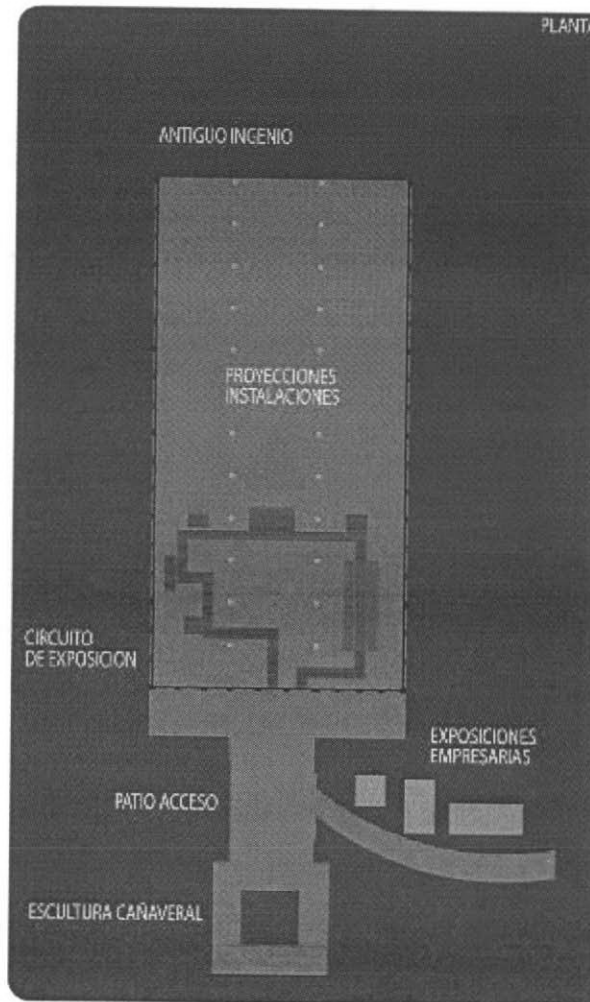 PLANTA
ANTIGUO INGENIO
PROYECCIONES
INSTALACIONES
CIRCUITO
DE EXPOSICION
EXPOSICIONES
EMPRESARIAS
PATIO ACCESO
ESCULTURA CAÑAVERAL